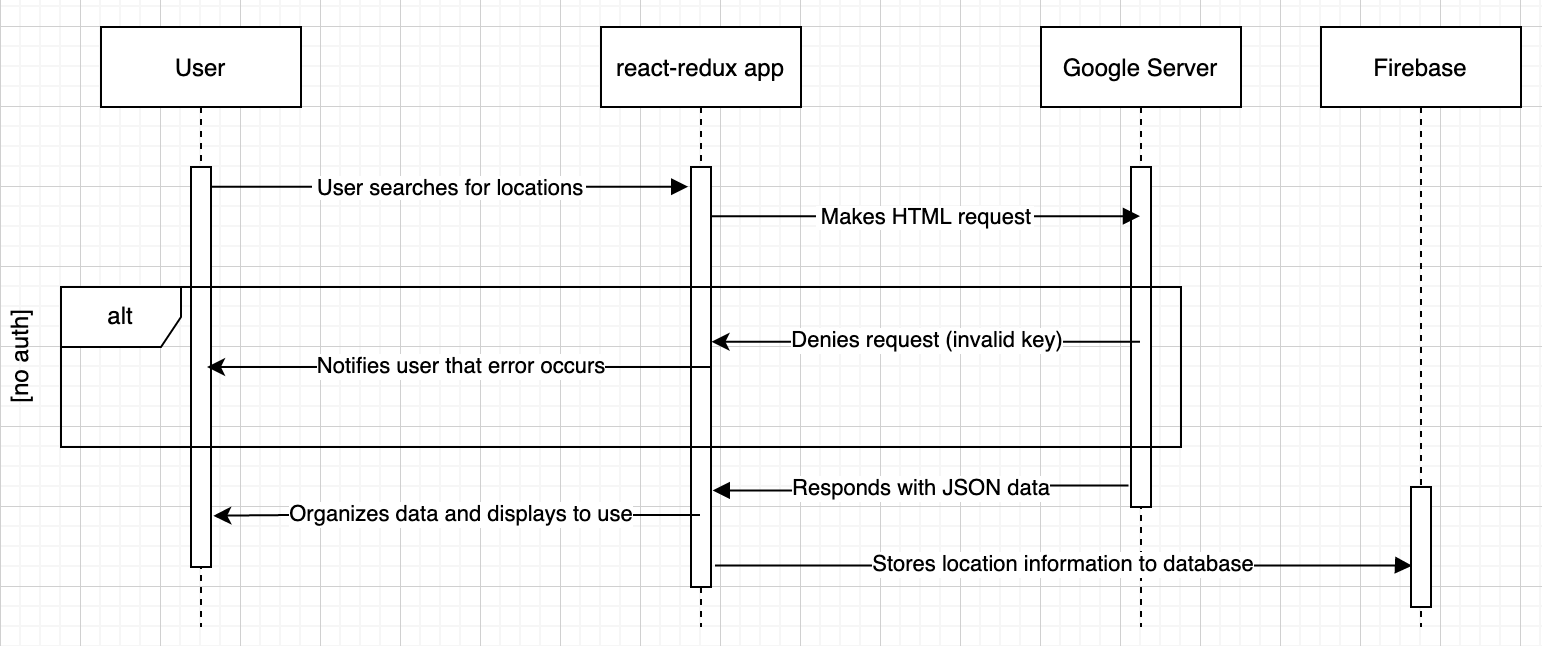 User
react-redux app
Google Server
Firebase
User searches for locations
Makes HTML request
alt
[no auth]
Denies request (invalid key)
Notifies user that error occurs
Responds with JSON data
Organizes data and displays to use
Stores location information to database